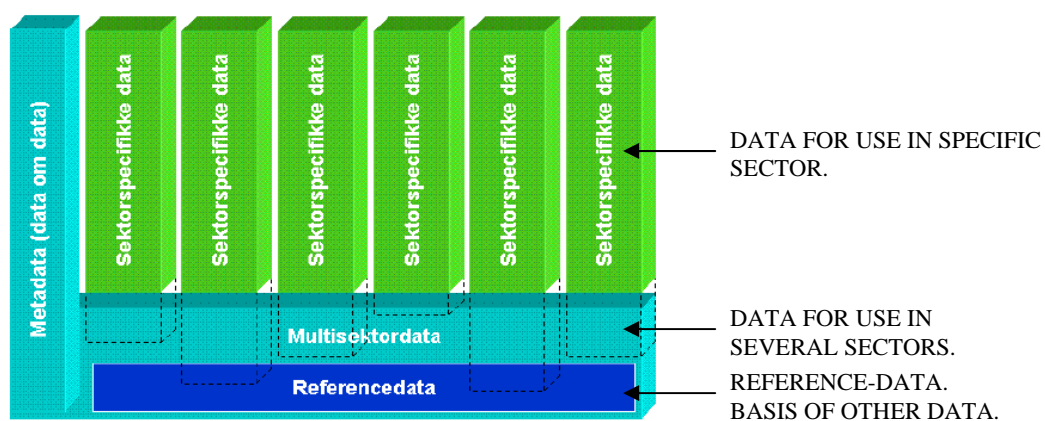 Metadata (data om data)
Sektorspecifikke data
Sektorspecifikke data
Sektorspecifikke data
Sektorspecifikke data
Sektorspecifikke data
Sektorspecifikke data
DATA FOR USE IN SPECIFIC
SECTOR.
Multisektordata
DATA FOR USE IN
SEVERAL SECTORS.
Referencedata
REFERENCE-DATA.
BASIS OF OTHER DATA.